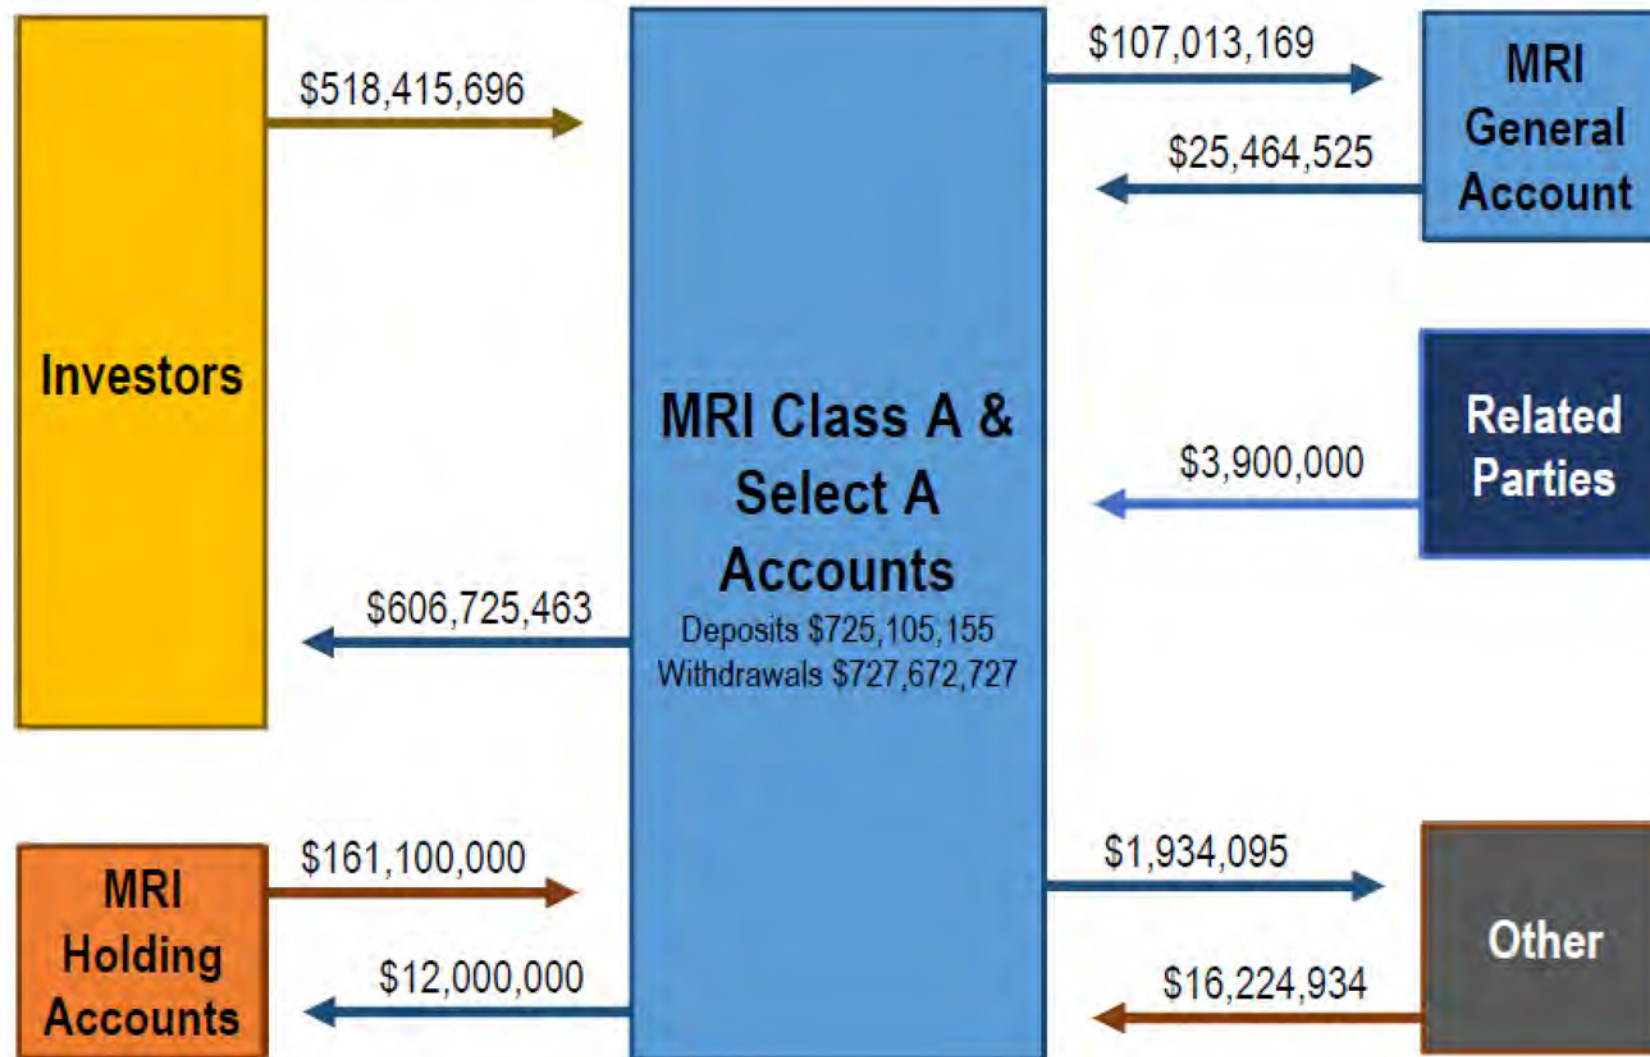 Investors
$518,415,696
$606,725,463
MRI
Holding
Accounts
$161,100,000
$12,000,000
MRI Class A &
Select A
Accounts
Deposits $725,105,155
Withdrawals $727,672,727
$107,013,169
$25,464,525
MRI
General
Account
$3,900,000
Related
Parties
$1,934,095
$16,224,934
Other